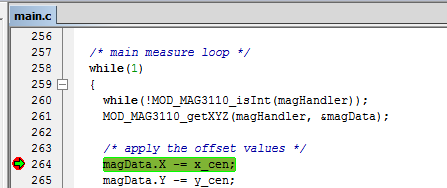 main.c
256
257 /* main measure loop */
258 while(1)
259 {
260 while(!MOD_MAG3110_isInt(magHandler));
261 MOD_MAG3110_getXYZ(magHandler, &magData);
262
263 /* apply the offset values */
264 magData.X -= x_cen;
265 magData.Y -= y_cen;